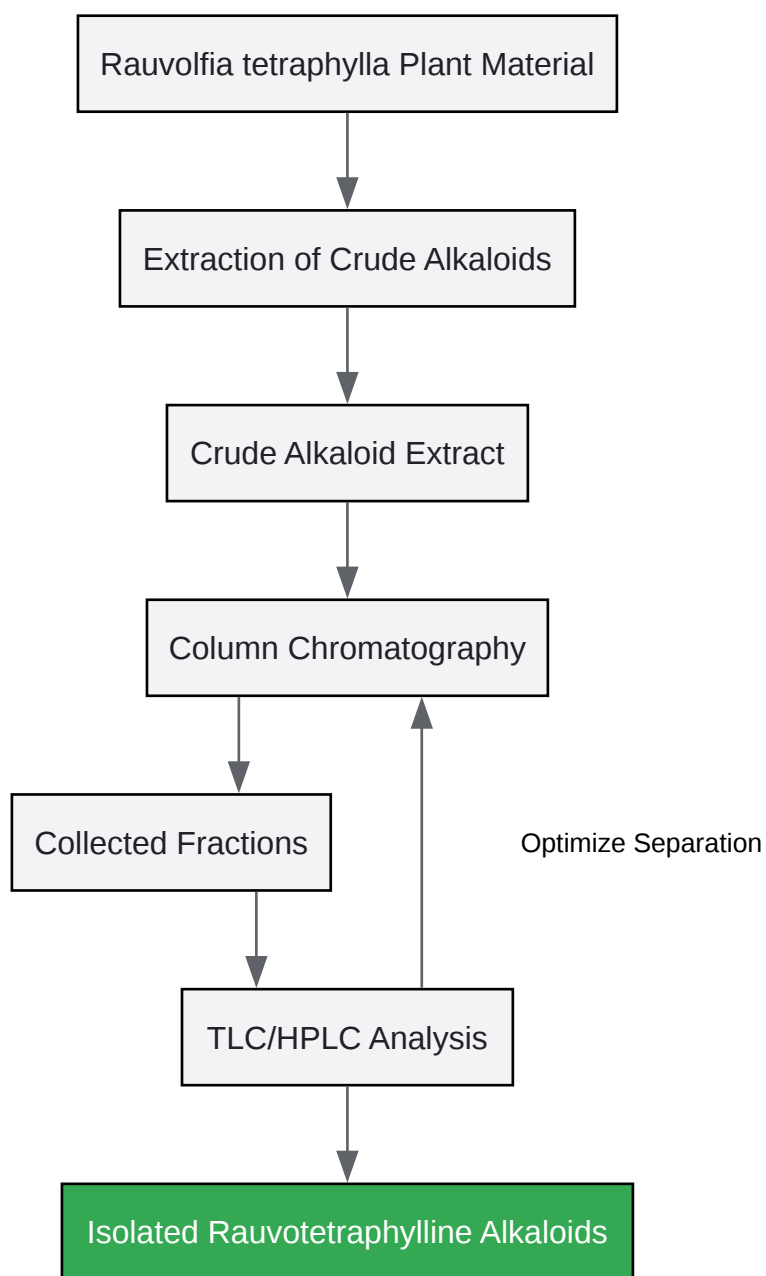 Rauvolfia tetraphylla Plant Material
Extraction of Crude Alkaloids
Crude Alkaloid Extract
Column Chromatography
Collected Fractions
Optimize Separation
TLC/HPLC Analysis
Isolated Rauvotetraphylline Alkaloids